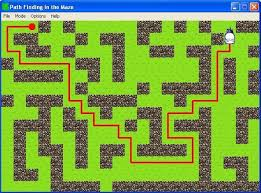 Path Finding in the Maze
File Mode Options Help